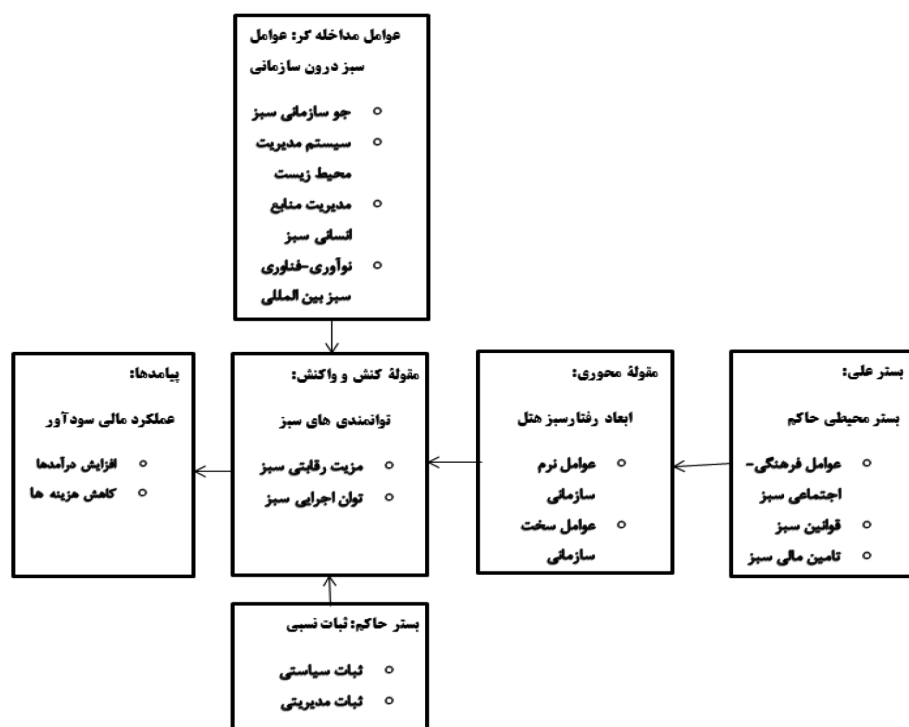 عوامل مداخله گر: عوامل
سبز درون سازمانی
○ جو سازمانی سبز
○ سیستم مدیریت
محیط زیست
○ مدیریت منابع
انسانی سبز
○ نوآوری-فناوری
سبز بین المللی
بستر علی:
بستر محیطی حاکم
○ عوامل فرهنگی-
اجتماعی سبز
○ قوانین سبز
○ تامین مالی سبز
مقولهٔ محوری:
ابعاد رفتارسبز هتل
○ عوامل نرم
سازمانی
○ عوامل سخت
سازمانی
مقولهٔ کنش و واکنش:
توانمندی های سبز
○ مزیت رقابتی سبز
○ توان اجرایی سبز
پیامدها:
عملکرد مالی سودآور
○ افزایش درآمدها
○ کاهش هزینه ها
بستر حاکم: ثبات نسبی
○ ثبات سیاستی
○ ثبات مدیریتی